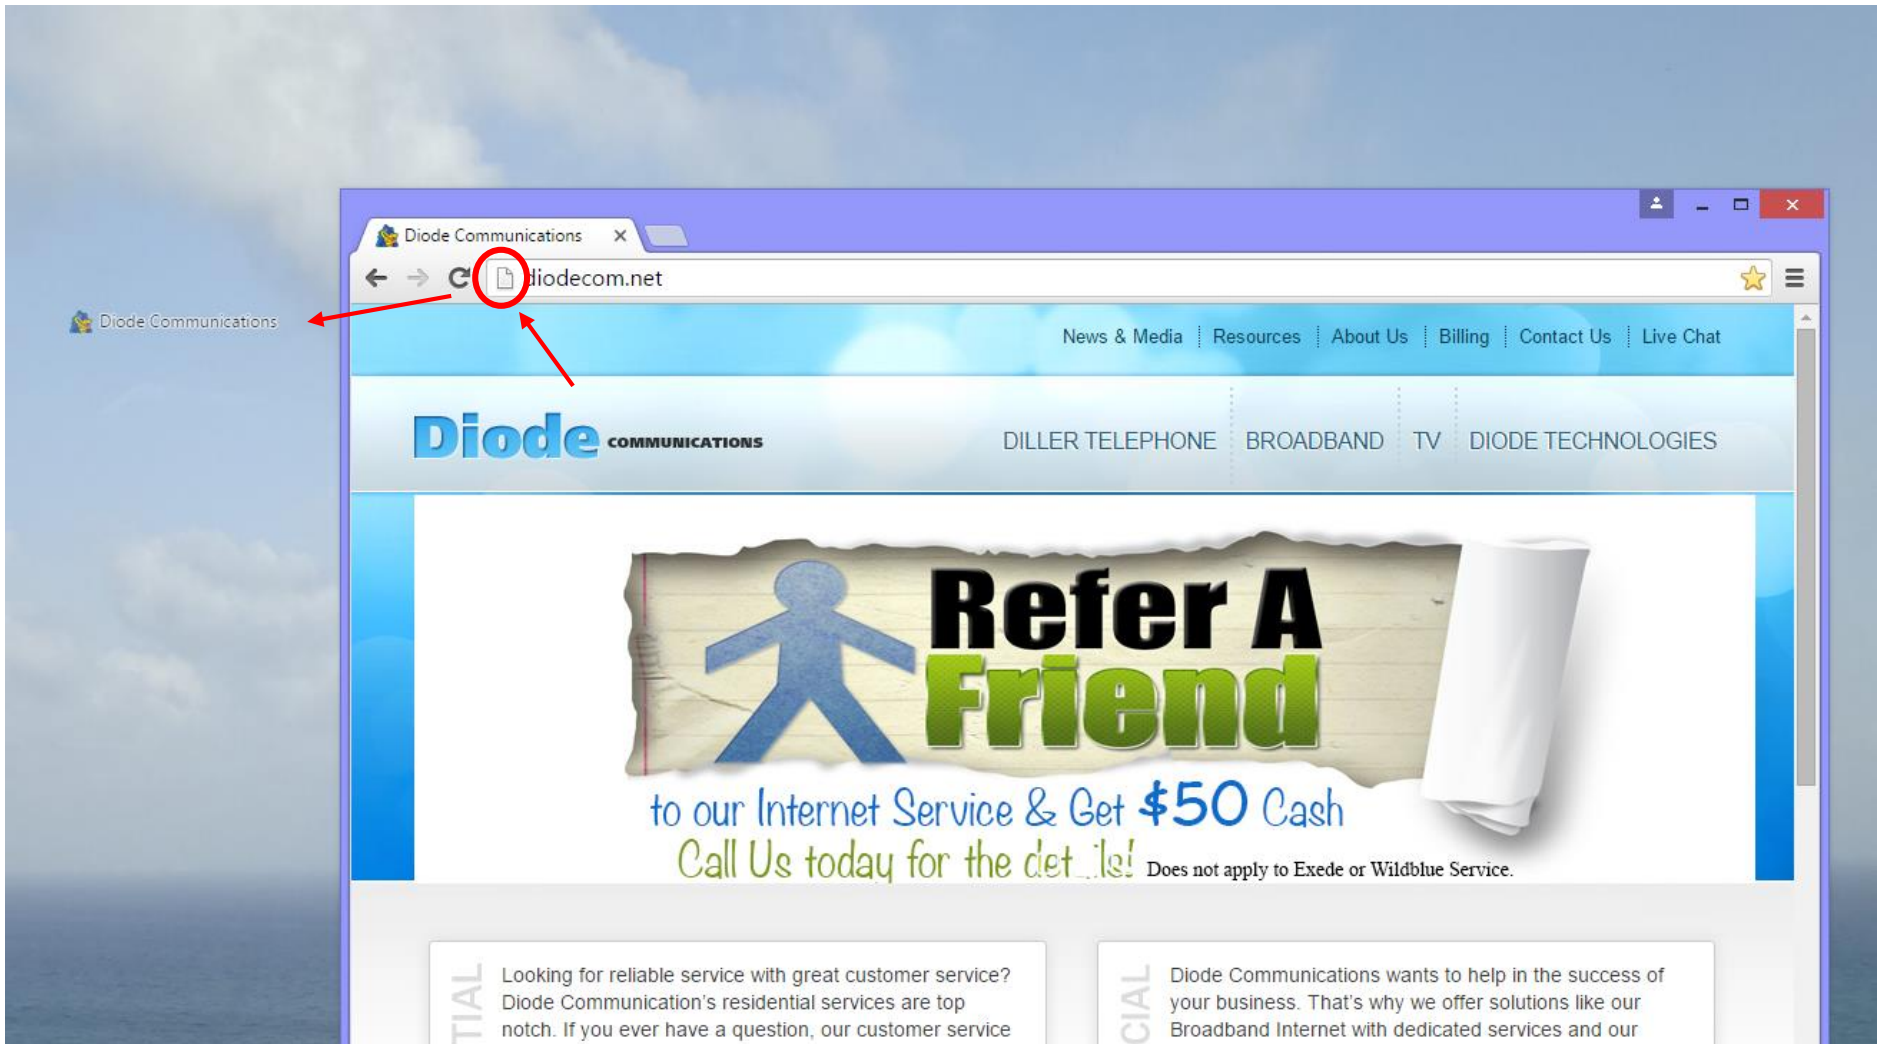 Diode Communications
diodecom.net
Diode Communications
News & Media Resources About Us Billing Contact Us Live Chat
Diode COMMUNICATIONS
DILLER TELEPHONE BROADBAND TV DIODE TECHNOLOGIES
Refer A
Friend
to our Internet Service & Get $50 Cash
Call Us today for the det ils!
Does not apply to Exede or Wildblue Service.
TIAL
Looking for reliable service with great customer service?
Diode Communication's residential services are top
notch. If you ever have a question, our customer service
CIAL
Diode Communications wants to help in the success of
your business. That's why we offer solutions like our
Broadband Internet with dedicated services and our